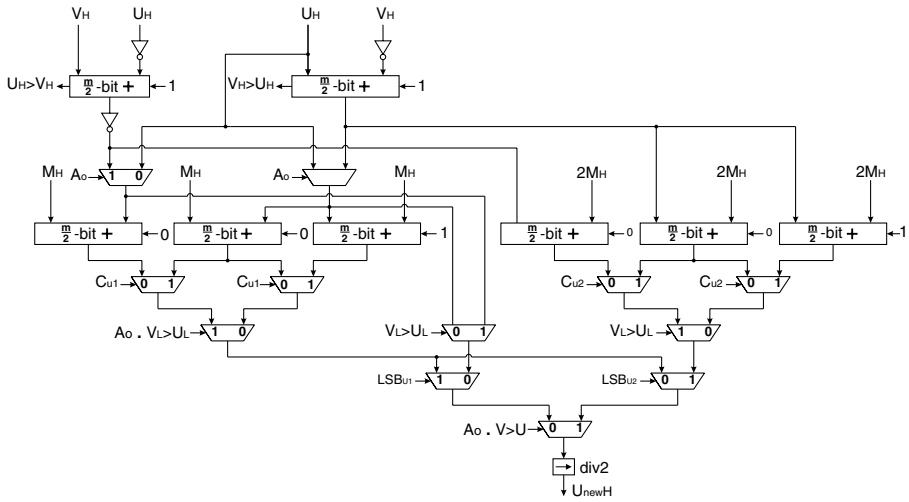 VH UH UH VH
UH>VH m/2 -bit + 1 VH>UH m/2 -bit + 1
MH A0 1 0 MH A0 MH 2MH 2MH 2MH
m/2 -bit + 0 m/2 -bit + 0 m/2 -bit + 1 m/2 -bit + 0 m/2 -bit + 0 m/2 -bit + 1
Cu1 0 1 Cu1 0 1 Cu2 0 1 Cu2 0 1
A0 . VL>UL 1 0 VL>UL 0 1 VL>UL 1 0
LSBU1 1 0 LSBU2 0 1
A0 . V>U 0 1
div2
UnewH